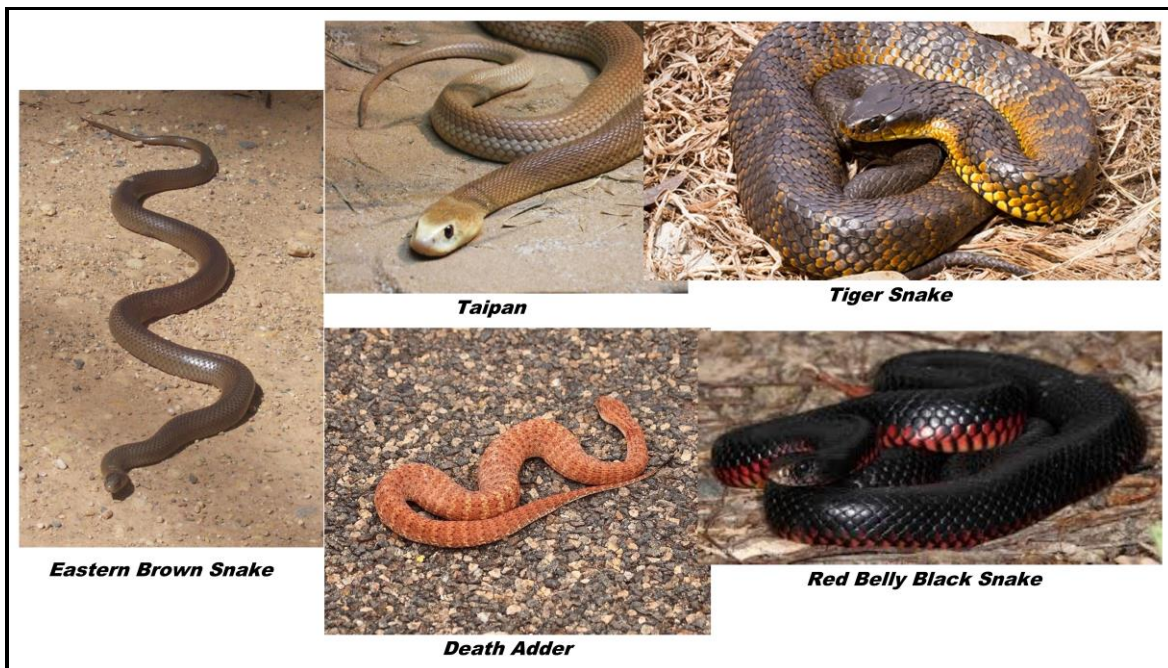 Taipan
Tiger Snake
Eastern Brown Snake
Red Belly Black Snake
Death Adder